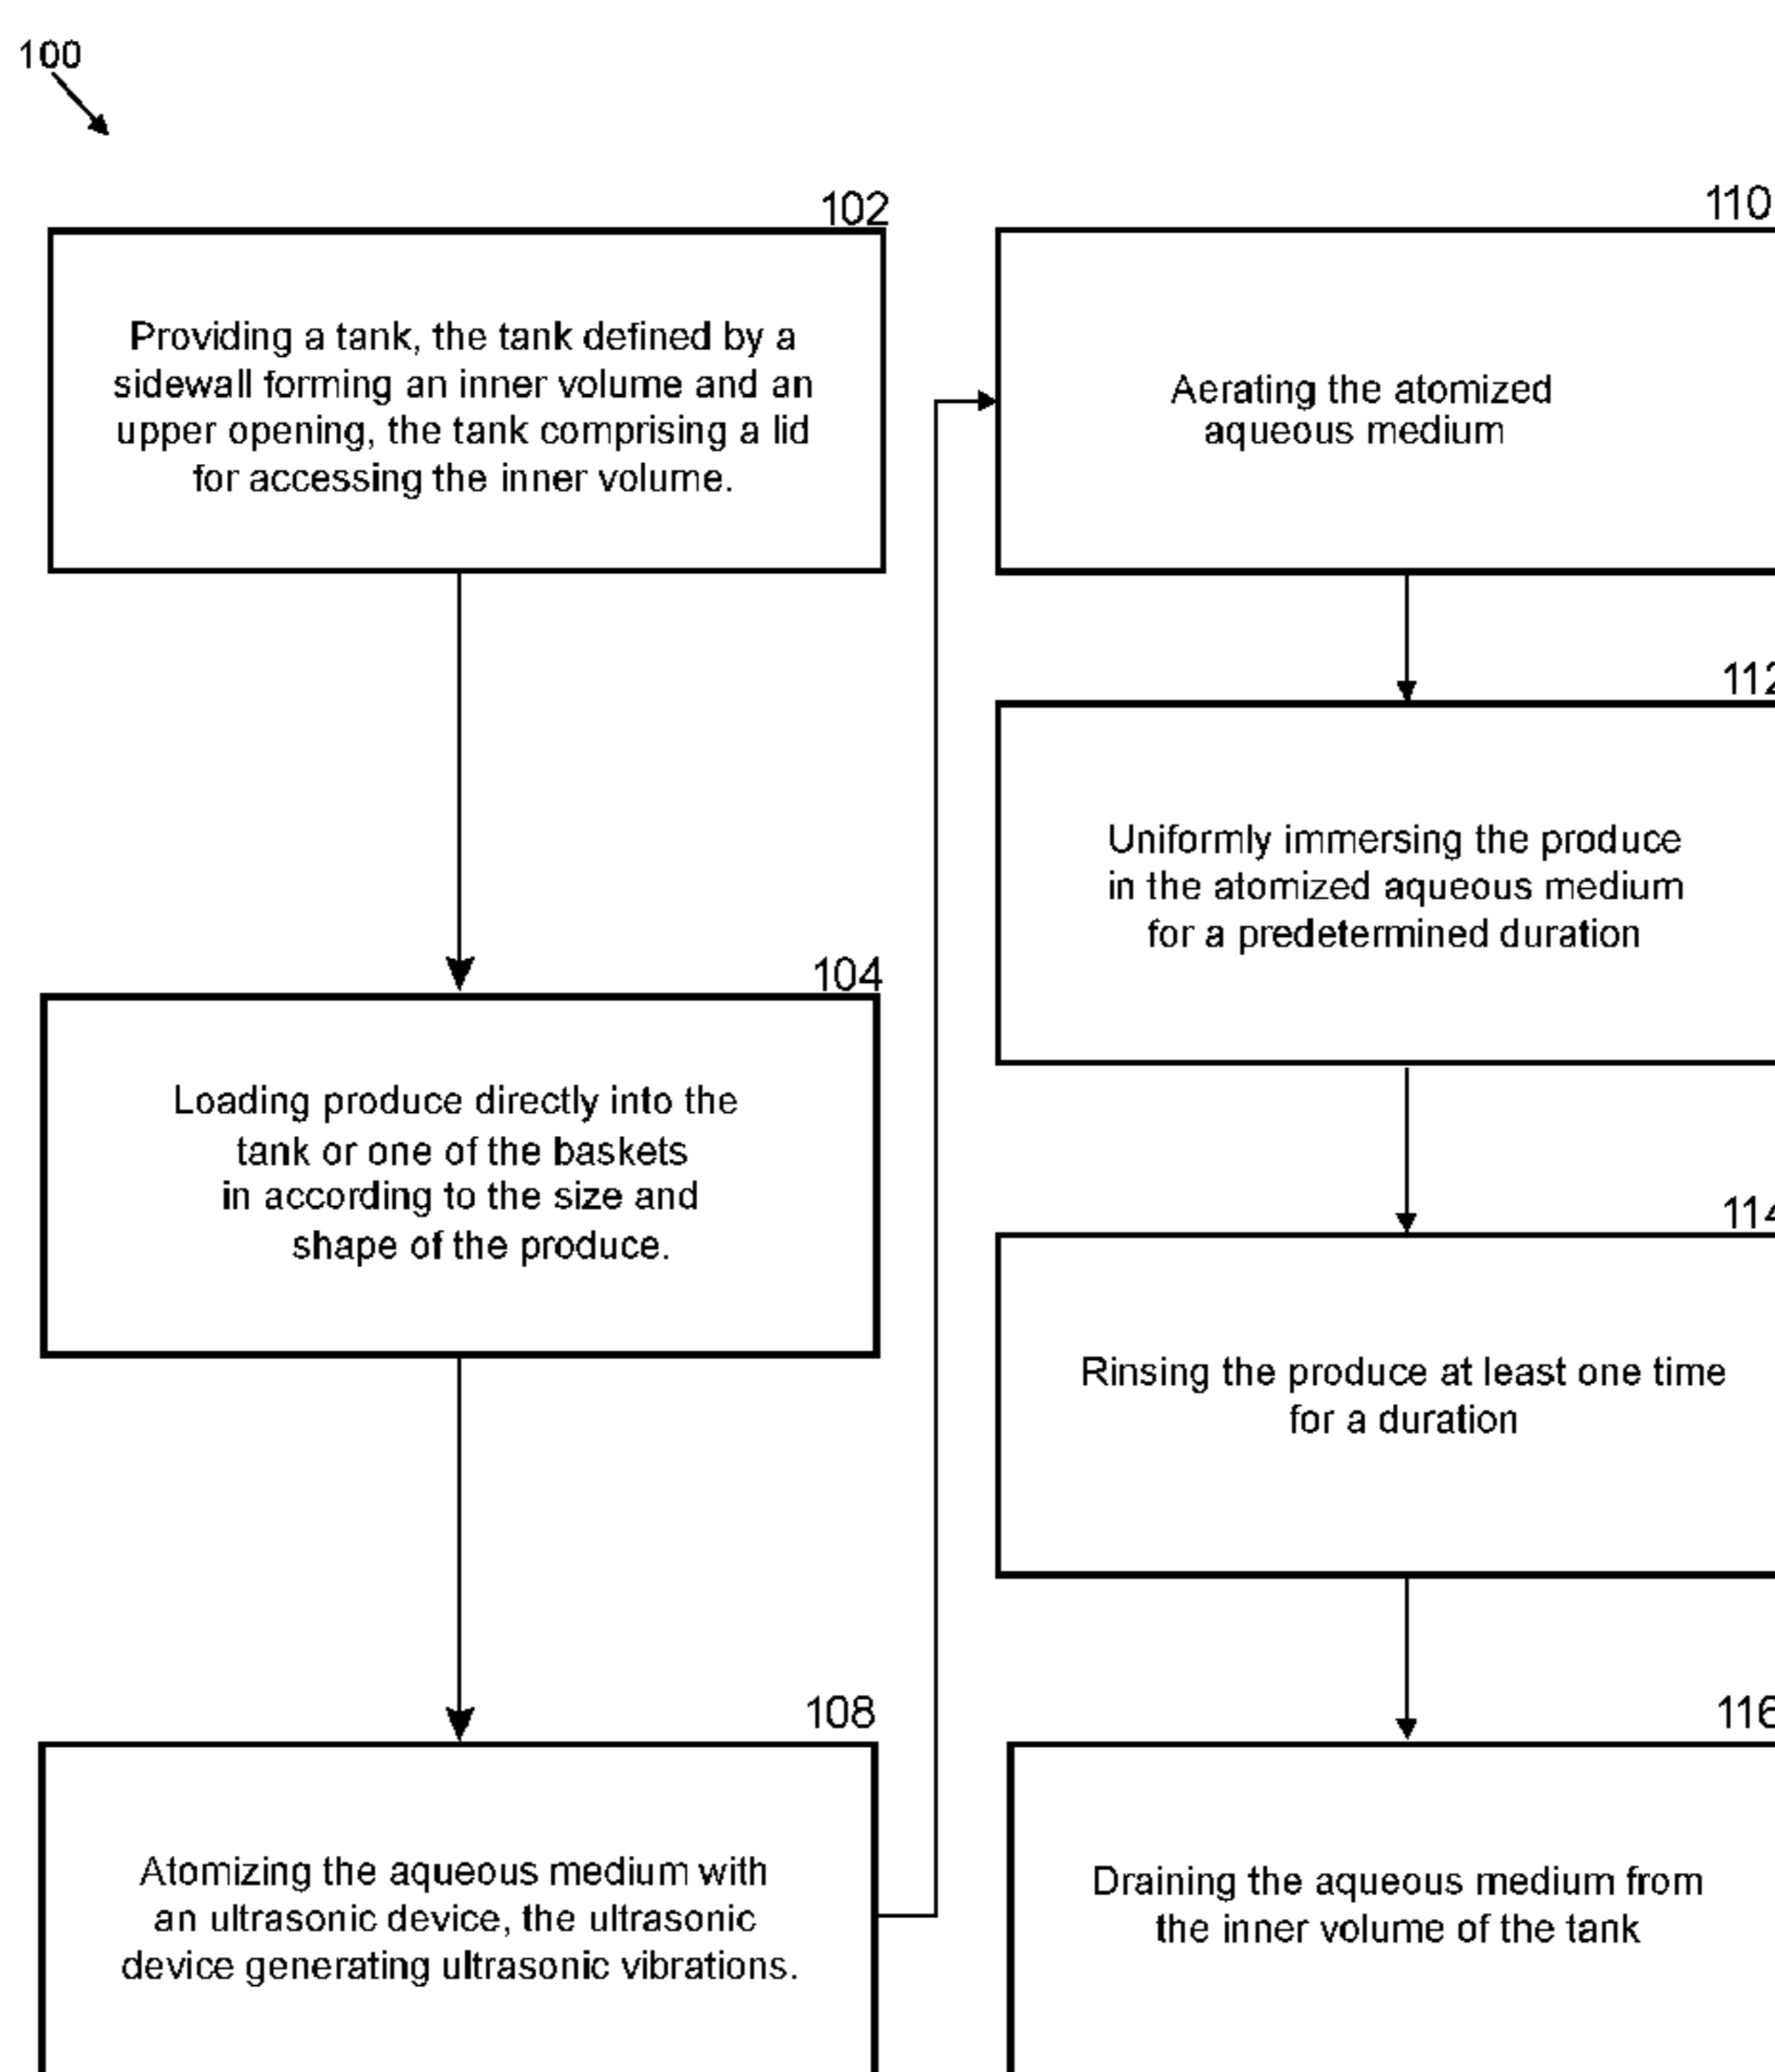 100
102
Providing a tank, the tank defined by a
sidewall forming an inner volume and an
upper opening, the tank comprising a lid
for accessing the inner volume.
104
Loading produce directly into the
tank or one of the baskets
in according to the size and
shape of the produce.
108
Atomizing the aqueous medium with
an ultrasonic device, the ultrasonic
device generating ultrasonic vibrations.
110
Aerating the atomized
aqueous medium
112
Uniformly immersing the produce
in the atomized aqueous medium
for a predetermined duration
114
Rinsing the produce at least one time
for a duration
116
Draining the aqueous medium from
the inner volume of the tank